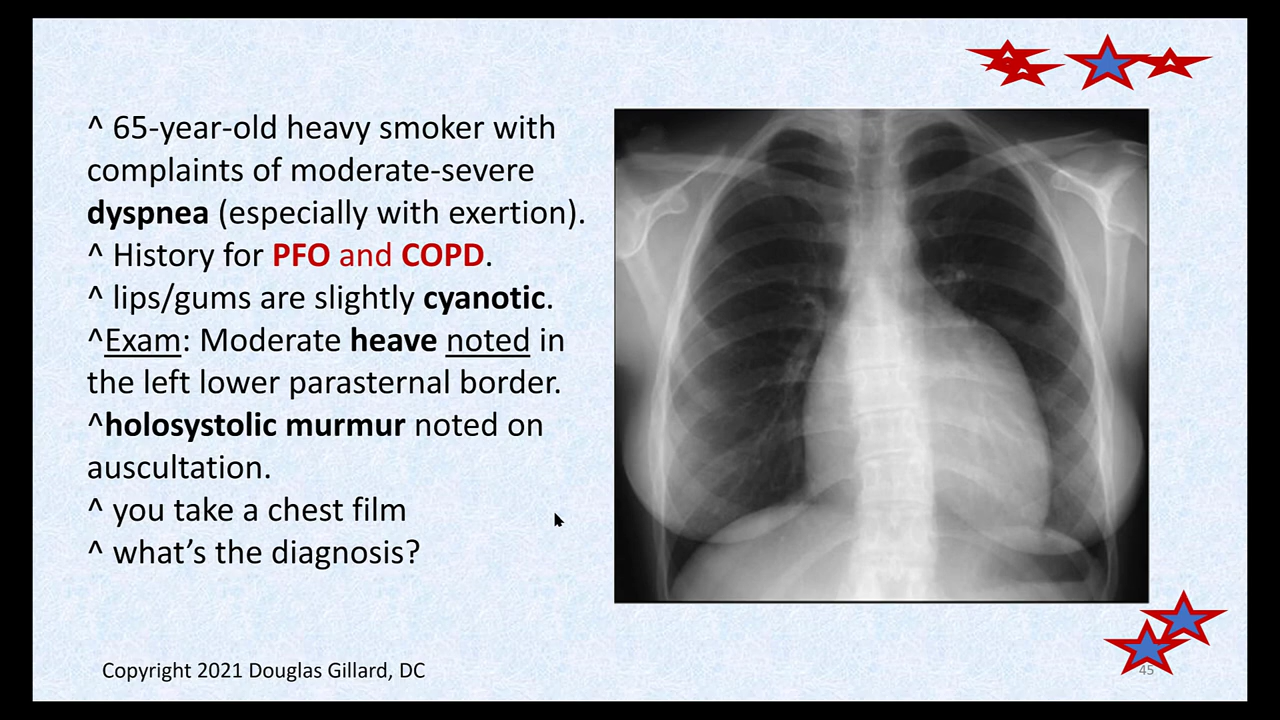 ^ 65-year-old heavy smoker with
complaints of moderate-severe
dyspnea (especially with exertion).
^ History for PFO and COPD.
^ lips/gums are slightly cyanotic.
^Exam: Moderate heave noted in
the left lower parasternal border.
^holosystolic murmur noted on
auscultation.
^ you take a chest film
^ what’s the diagnosis?
Copyright 2021 Douglas Gillard, DC
45